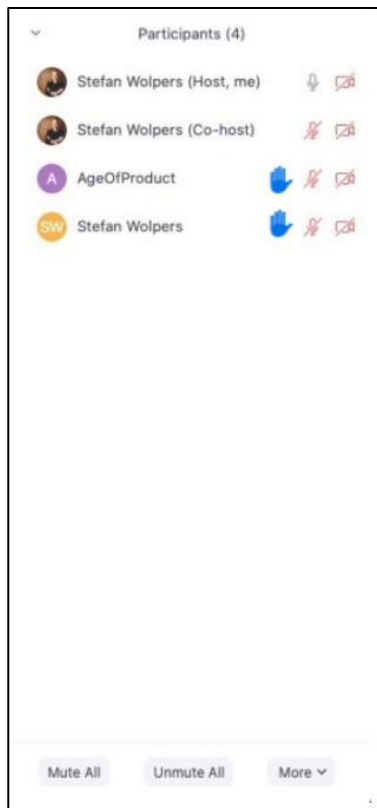 Participants (4)
Stefan Wolpers (Host, me)
Stefan Wolpers (Co-host)
A AgeOfProduct
SW Stefan Wolpers
Mute All Unmute All More